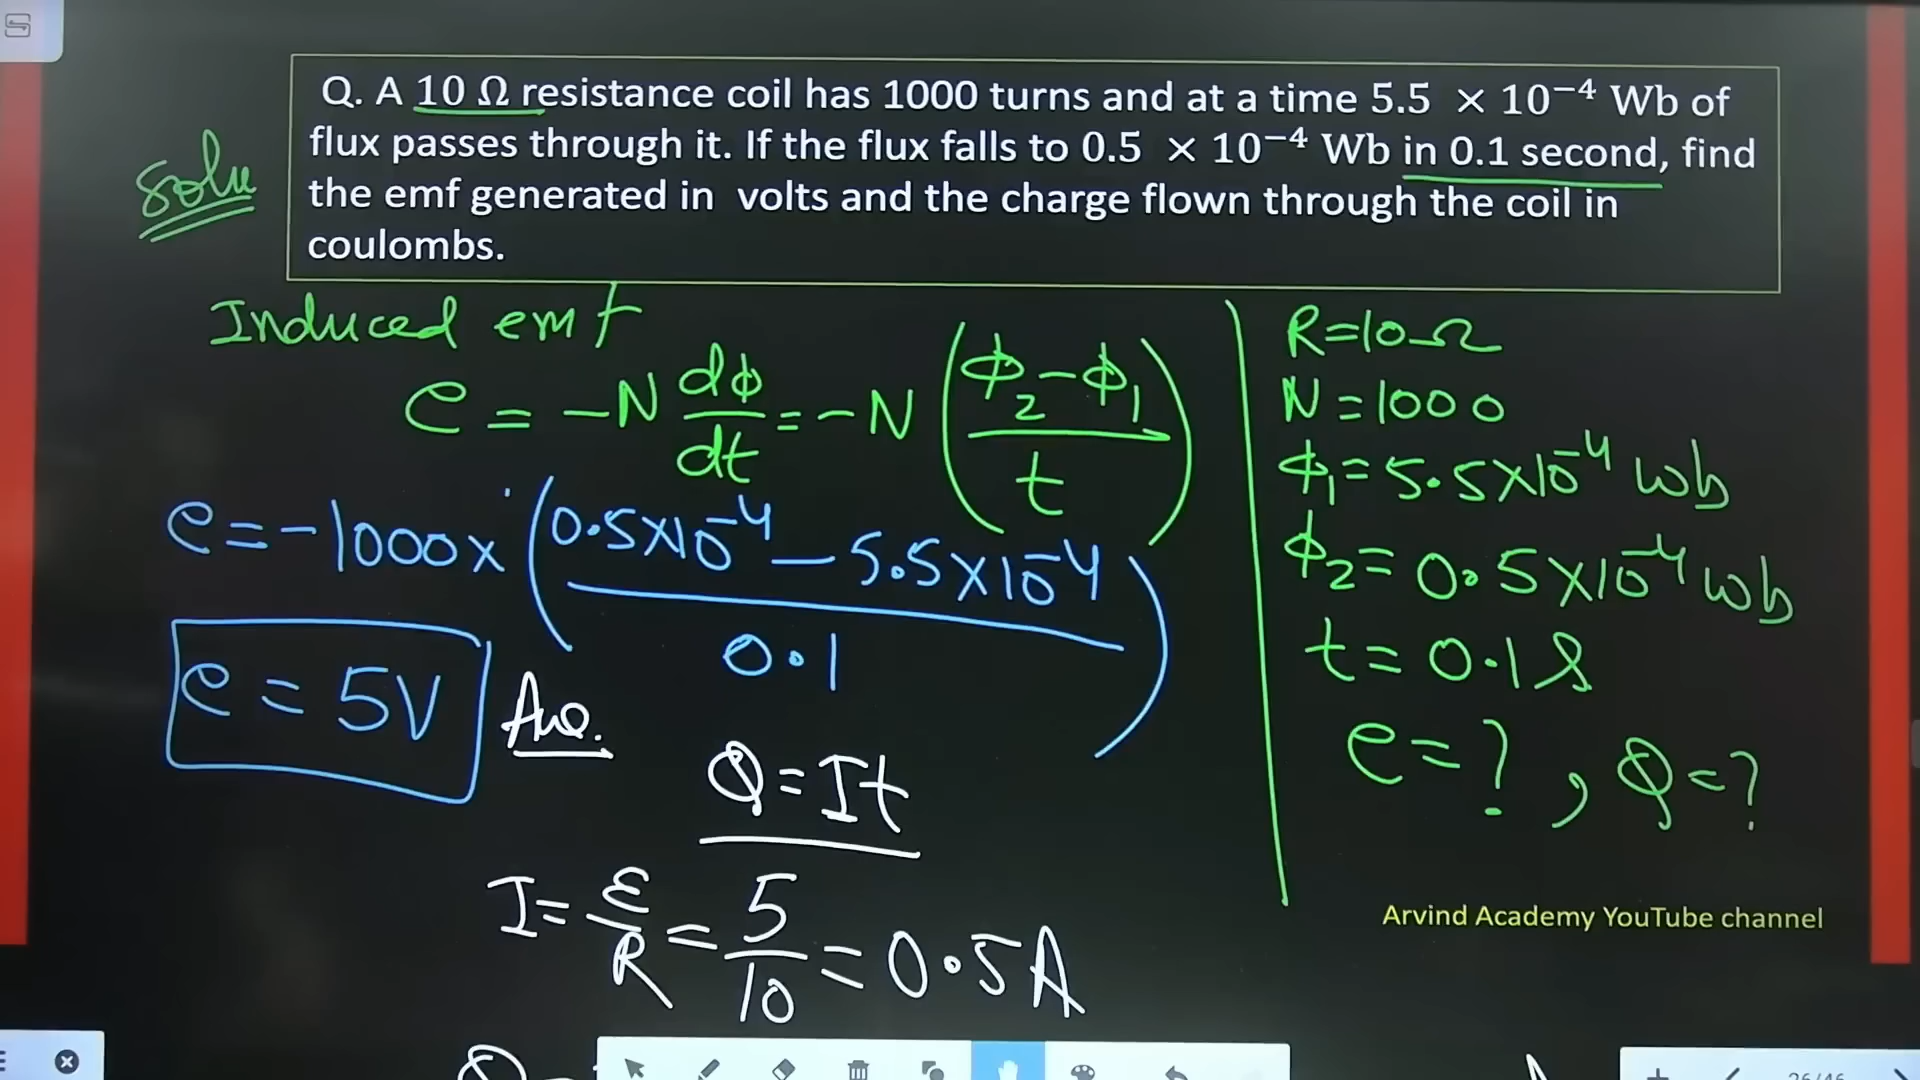 Q. A 10 Ω resistance coil has 1000 turns and at a time 5.5 × 10⁻⁴ Wb of
flux passes through it. If the flux falls to 0.5 × 10⁻⁴ Wb in 0.1 second, find
the emf generated in volts and the charge flown through the coil in
coulombs.
Solu
Induced emf
e = -N dϕ/dt = -N ((ϕ₂ - ϕ₁)/t)
e = -1000 x ((0.5×10⁻⁴ - 5.5×10⁻⁴)/0.1)
e = 5V Ans.
Q = It
I = ε/R = 5/10 = 0.5A
R = 10Ω
N = 1000
ϕ₁ = 5.5×10⁻⁴ wb
ϕ₂ = 0.5×10⁻⁴ wb
t = 0.1 s
e = ? , Q = ?
Arvind Academy YouTube channel